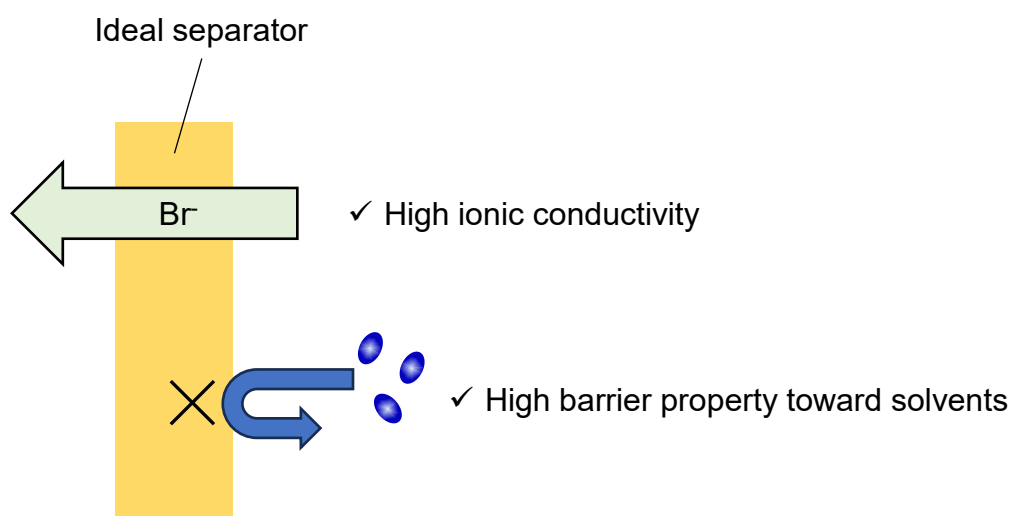 Ideal separator
Br⁻
✓ High ionic conductivity
✓ High barrier property toward solvents